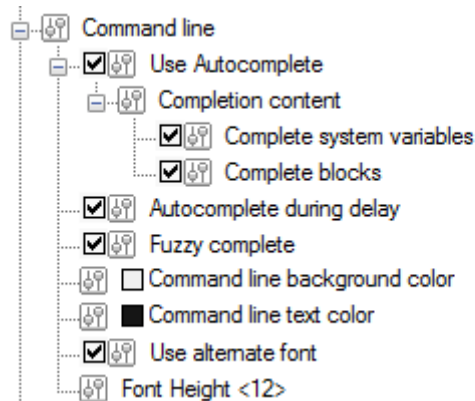 Command line
Use Autocomplete
Completion content
Complete system variables
Complete blocks
Autocomplete during delay
Fuzzy complete
Command line background color
Command line text color
Use alternate font
Font Height <12>